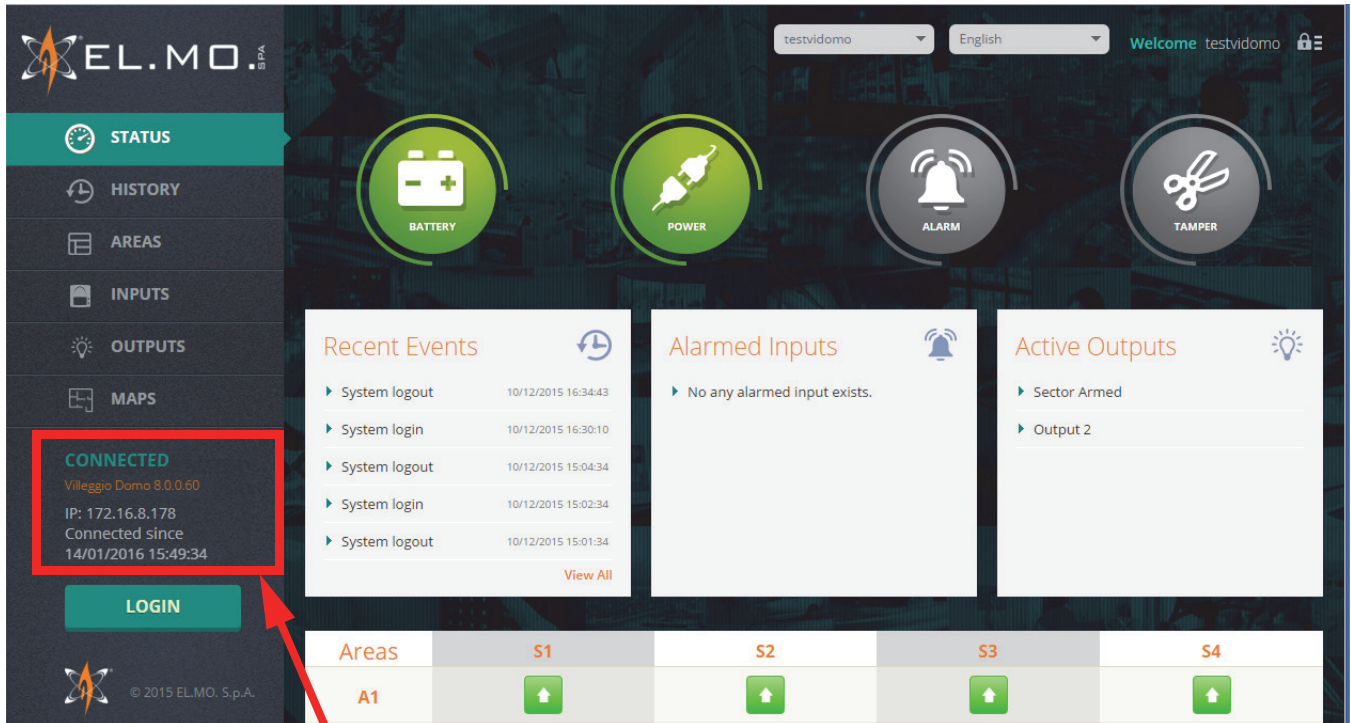 EL.MO. SPA
testvidomo
English
Welcome testvidomo
STATUS
HISTORY
AREAS
INPUTS
OUTPUTS
MAPS
CONNECTED
Villeggio Domo 8.0.0.60
IP: 172.16.8.178
Connected since
14/01/2016 15:49:34
LOGIN
© 2015 EL.MO. S.p.A.
BATTERY
POWER
ALARM
TAMPER
Recent Events
System logout 10/12/2015 16:34:43
System login 10/12/2015 16:30:10
System logout 10/12/2015 15:04:34
System login 10/12/2015 15:02:34
System logout 10/12/2015 15:01:34
View All
Alarmed Inputs
No any alarmed input exists.
Active Outputs
Sector Armed
Output 2
Areas S1 S2 S3 S4
A1